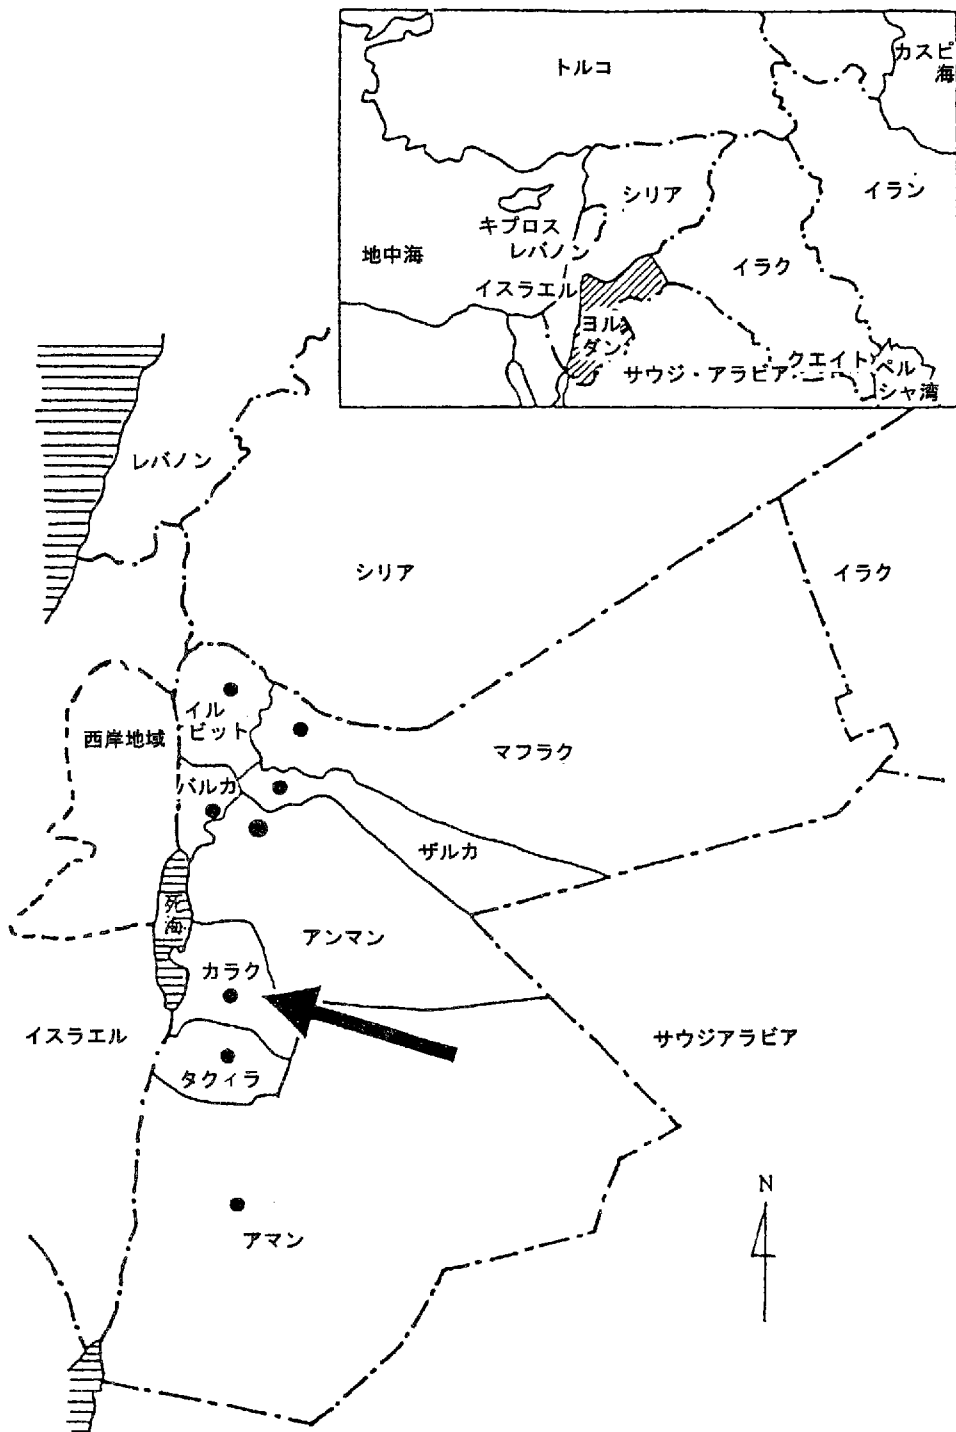 トルコ
カスピ
海
シリア
イラン
キプロス
レバノン
地中海
イラク
イスラエル
ヨル
ダン
クエイト
ペル
シャ湾
サウジ・アラビア
レバノン
シリア
イラク
イル
ビット
西岸地域
マフラク
バルカ
ザルカ
死海
アンマン
カラク
イスラエル
サウジアラビア
タクィラ
N
アマン